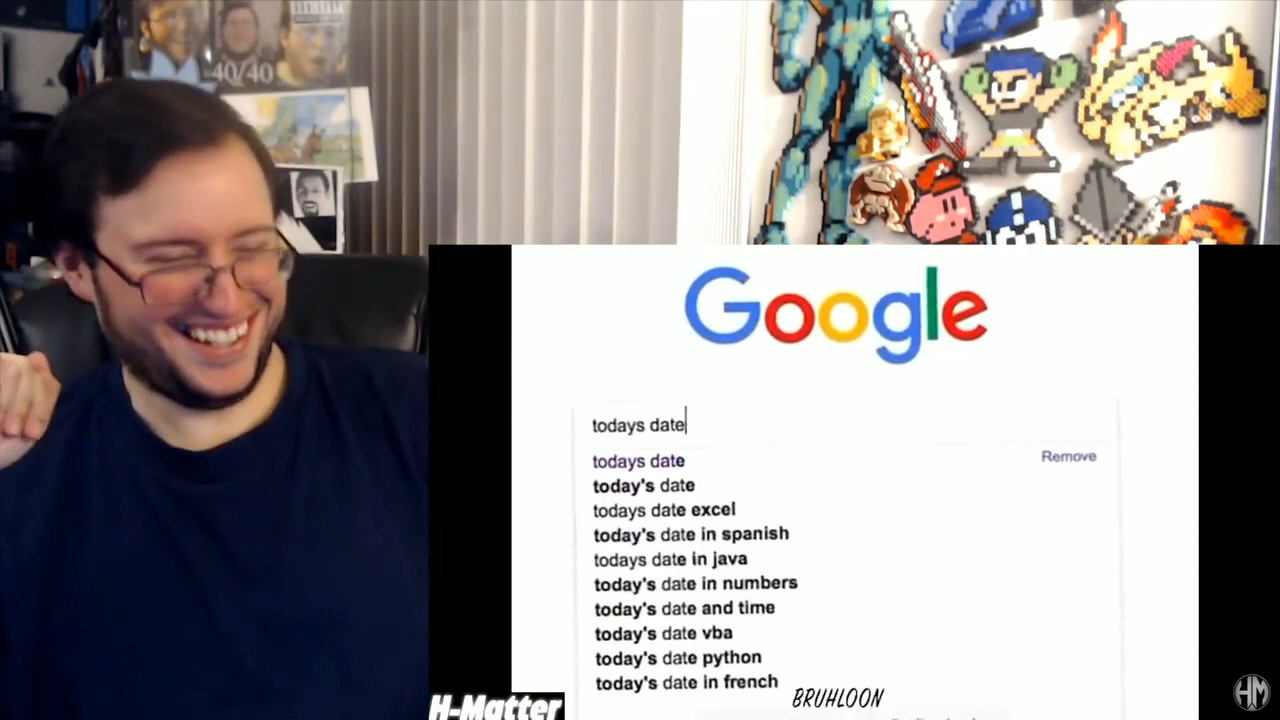 40/40
Google
todays date
todays date
Remove
today's date
todays date excel
today's date in spanish
todays date in java
today's date in numbers
today's date and time
today's date vba
today's date python
today's date in french
H-Matter
BRUHLOON
HM